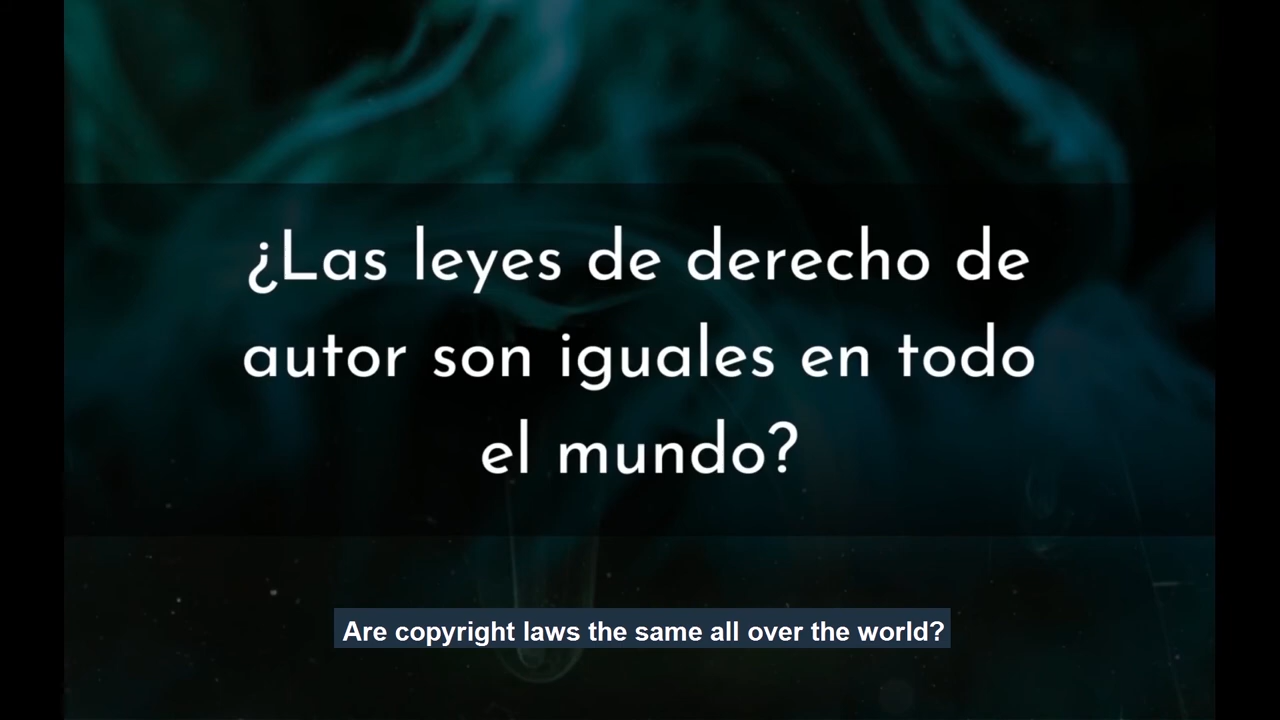 ¿Las leyes de derecho de
autor son iguales en todo
el mundo?
Are copyright laws the same all over the world?